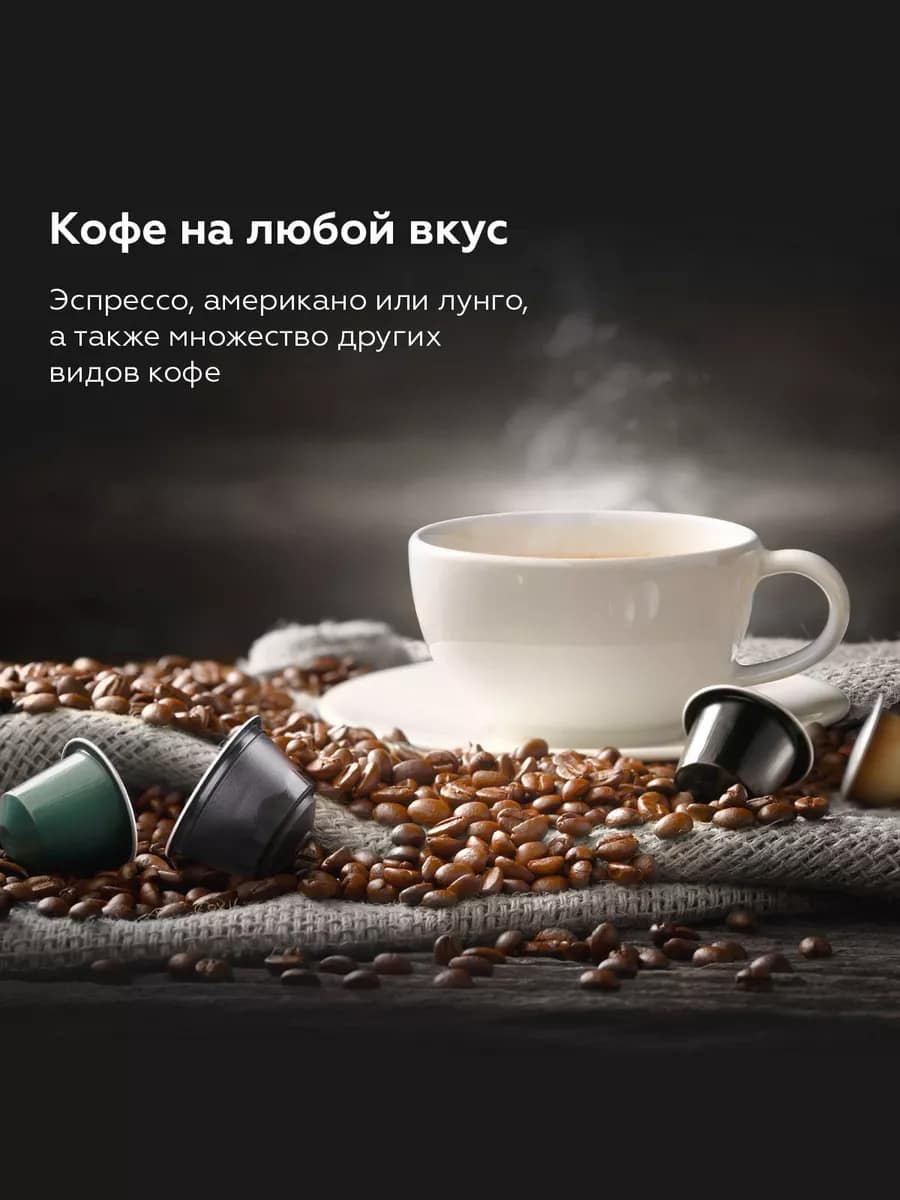 Кофе на любой вкус
Эспрессо, американо или лунго,
а также множество других
видов кофе